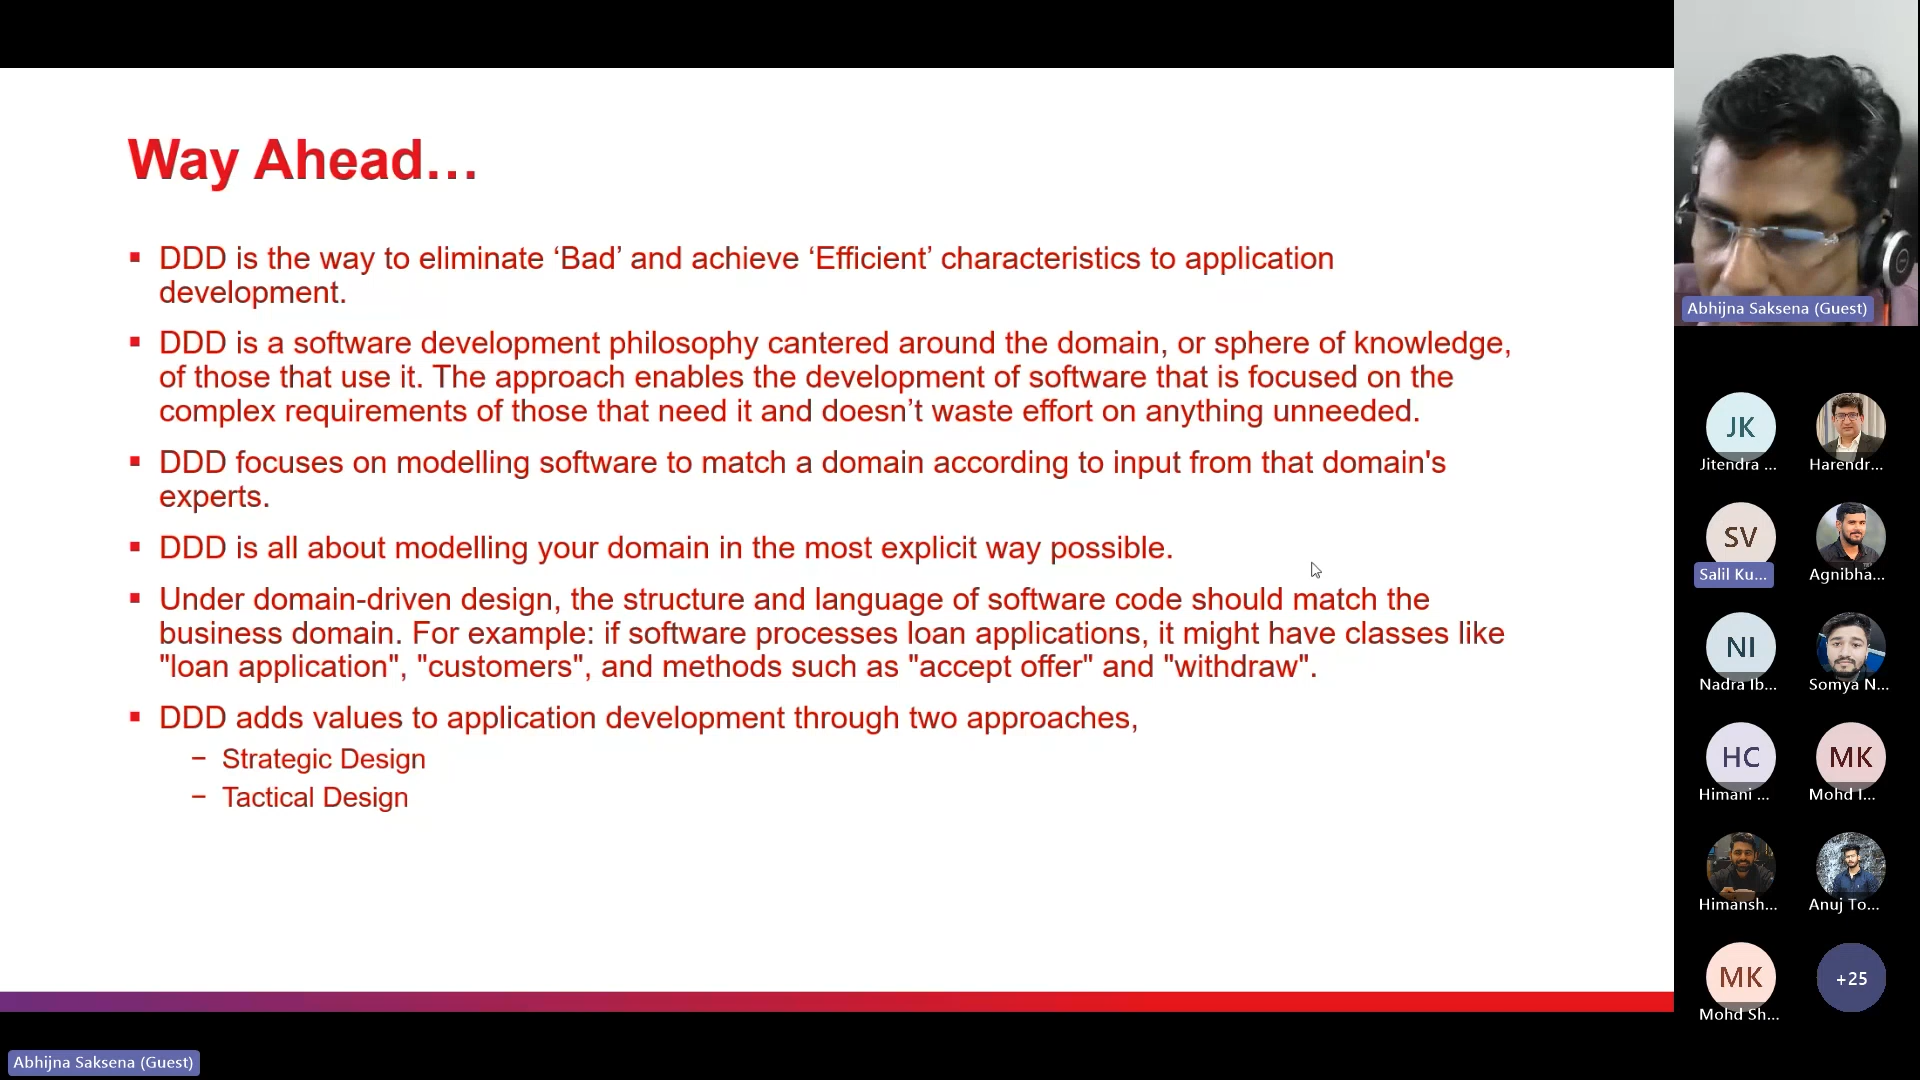 Way Ahead…
▪ DDD is the way to eliminate ‘Bad’ and achieve ‘Efficient’ characteristics to application
development.
▪ DDD is a software development philosophy cantered around the domain, or sphere of knowledge,
of those that use it. The approach enables the development of software that is focused on the
complex requirements of those that need it and doesn’t waste effort on anything unneeded.
▪ DDD focuses on modelling software to match a domain according to input from that domain's
experts.
▪ DDD is all about modelling your domain in the most explicit way possible.
▪ Under domain-driven design, the structure and language of software code should match the
business domain. For example: if software processes loan applications, it might have classes like
"loan application", "customers", and methods such as "accept offer" and "withdraw".
▪ DDD adds values to application development through two approaches,
− Strategic Design
− Tactical Design
Abhijna Saksena (Guest)
Abhijna Saksena (Guest)
JK
Jitendra ...
Harendr...
SV
Salil Ku...
Agnibha...
NI
Nadra Ib...
Somya N...
HC
Himani ...
MK
Mohd I...
Himansh...
Anuj To...
MK
Mohd Sh...
+25